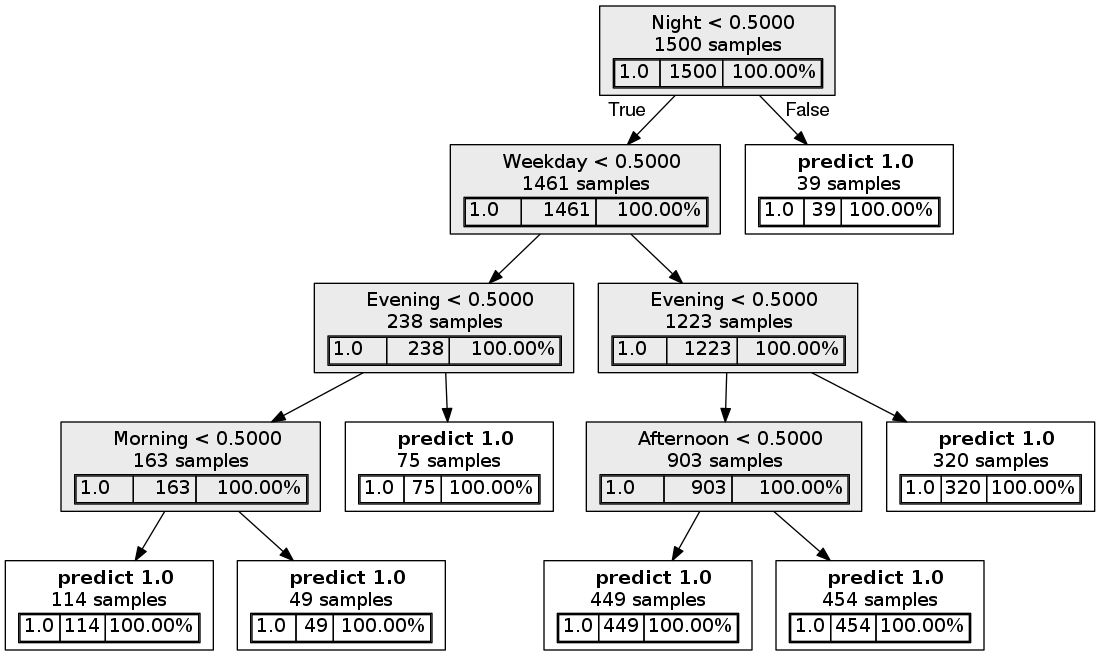 Night < 0.5000
1500 samples
1.0 1500 100.00%
True False
Weekday < 0.5000
1461 samples
1.0 1461 100.00%
predict 1.0
39 samples
1.0 39 100.00%
Evening < 0.5000
238 samples
1.0 238 100.00%
Evening < 0.5000
1223 samples
1.0 1223 100.00%
Morning < 0.5000
163 samples
1.0 163 100.00%
predict 1.0
75 samples
1.0 75 100.00%
Afternoon < 0.5000
903 samples
1.0 903 100.00%
predict 1.0
320 samples
1.0 320 100.00%
predict 1.0
114 samples
1.0 114 100.00%
predict 1.0
49 samples
1.0 49 100.00%
predict 1.0
449 samples
1.0 449 100.00%
predict 1.0
454 samples
1.0 454 100.00%